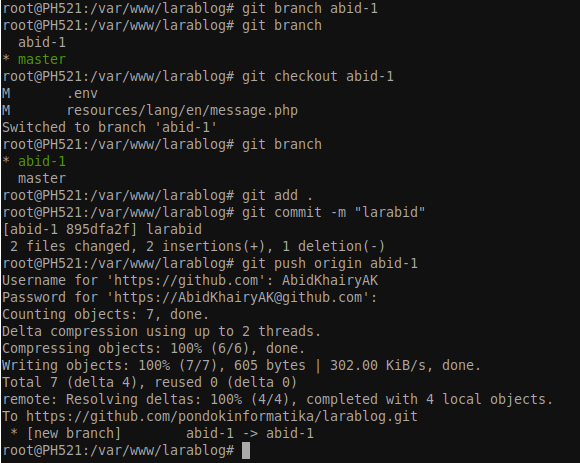 root@PH521:/var/www/larablog# git branch abid-1
root@PH521:/var/www/larablog# git branch
  abid-1
* master
root@PH521:/var/www/larablog# git checkout abid-1
M       .env
M       resources/lang/en/message.php
Switched to branch 'abid-1'
root@PH521:/var/www/larablog# git branch
* abid-1
  master
root@PH521:/var/www/larablog# git add .
root@PH521:/var/www/larablog# git commit -m "larabid"
[abid-1 895dfa2f] larabid
 2 files changed, 2 insertions(+), 1 deletion(-)
root@PH521:/var/www/larablog# git push origin abid-1
Username for 'https://github.com': AbidKhairyAK
Password for 'https://AbidKhairyAK@github.com':
Counting objects: 7, done.
Delta compression using up to 2 threads.
Compressing objects: 100% (6/6), done.
Writing objects: 100% (7/7), 605 bytes | 302.00 KiB/s, done.
Total 7 (delta 4), reused 0 (delta 0)
remote: Resolving deltas: 100% (4/4), completed with 4 local objects.
To https://github.com/pondokinformatika/larablog.git
 * [new branch]        abid-1 -> abid-1
root@PH521:/var/www/larablog#